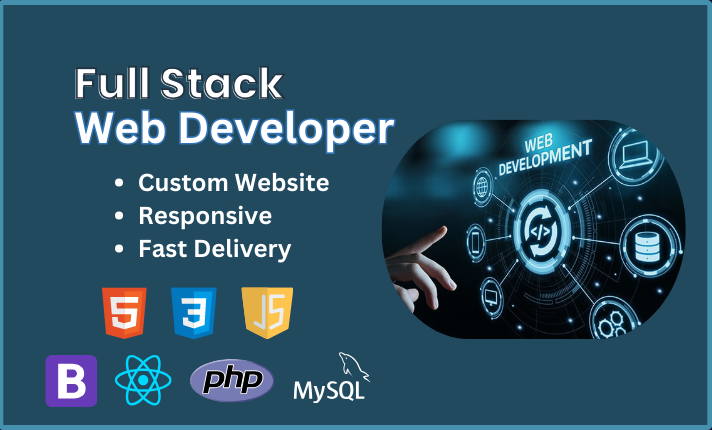 Full Stack
Web Developer
Custom Website
Responsive
Fast Delivery
WEB
DEVELOPMENT
</>
5
3
JS
B
php
MySQL